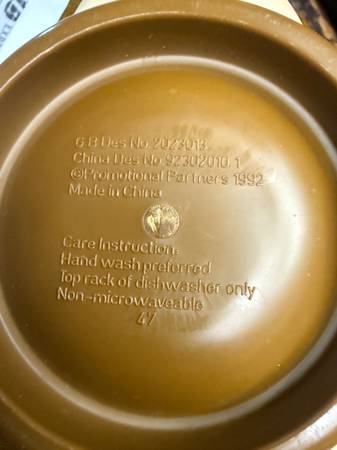 G B Des No 2023013
China Des No 92302010.1
©Promotional Partners 1992
Made in China
Care Instruction:
Hand wash preferred
Top rack of dishwasher only
Non-microwaveable